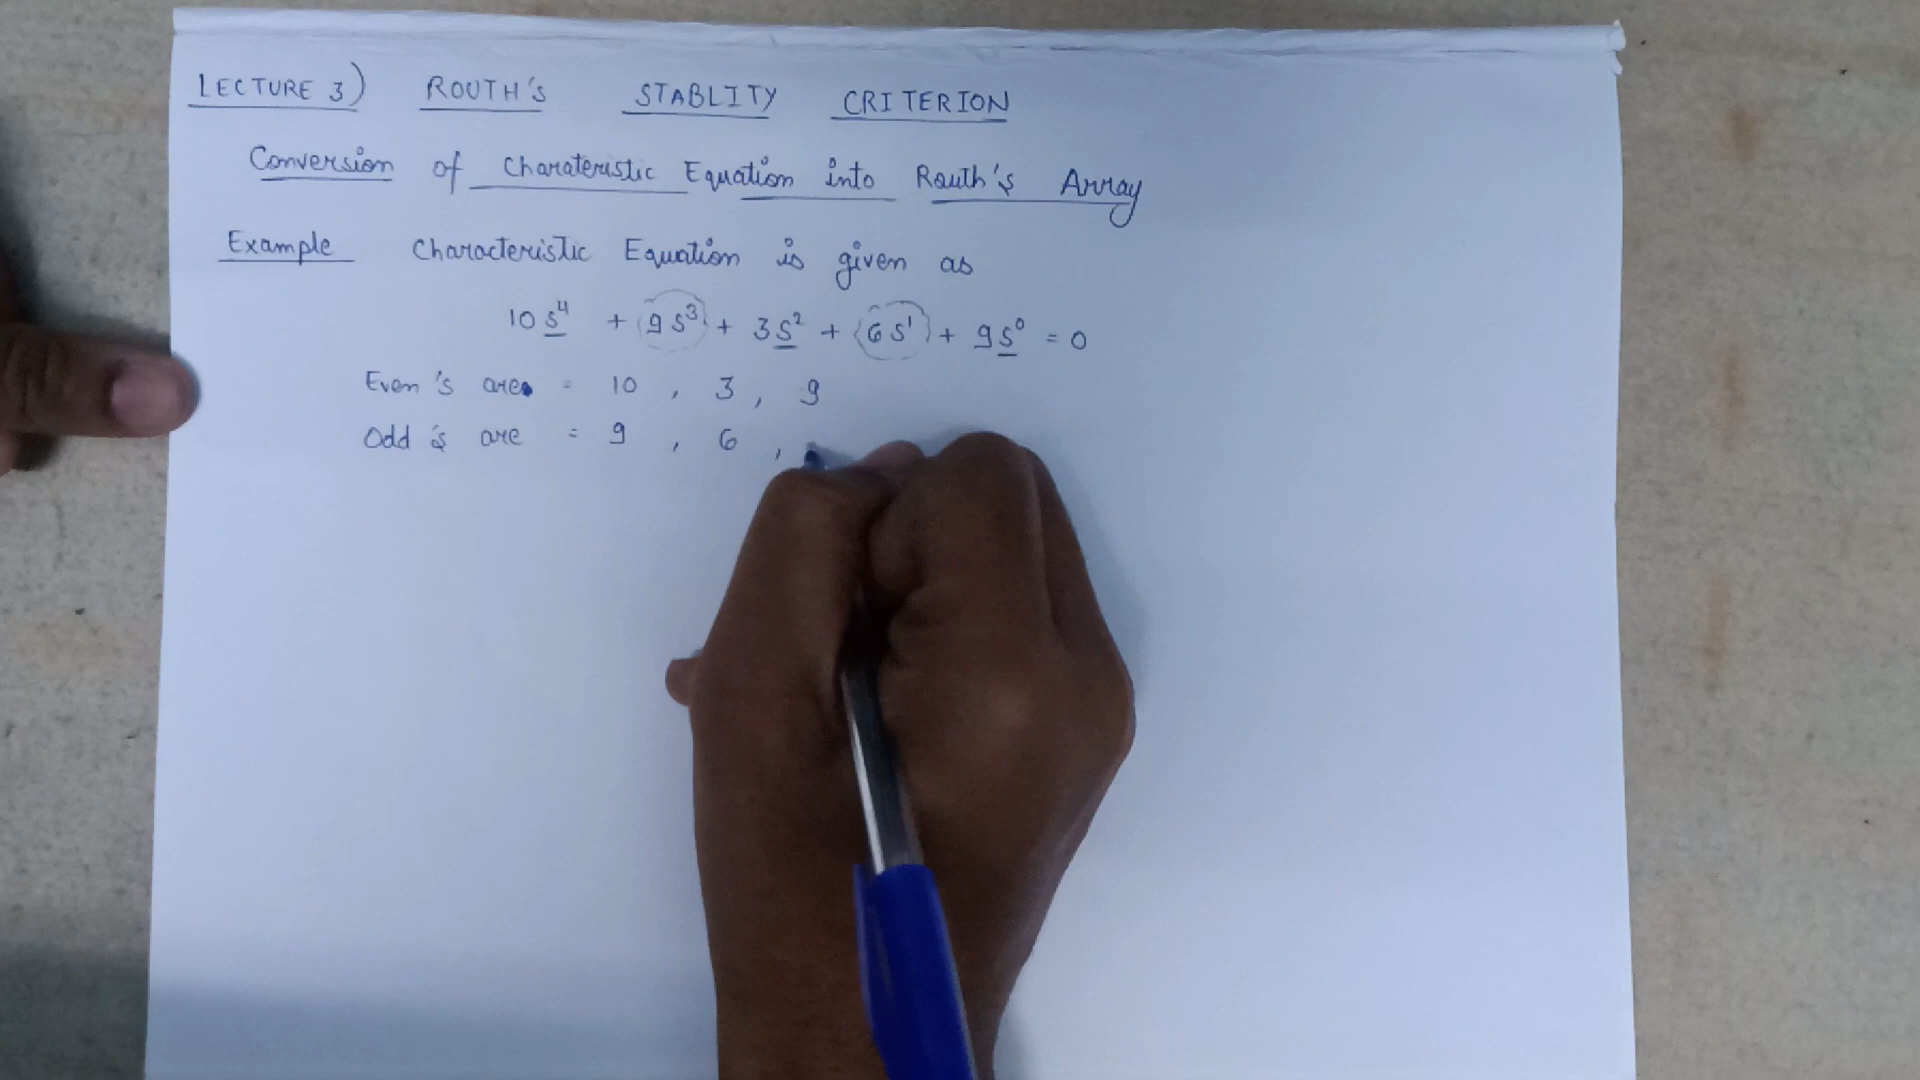 LECTURE 3) ROUTH'S STABLITY CRITERION
Conversion of Charateristic Equation into Routh's Array
Example Characteristic Equation is given as
10 s⁴ + 9 s³ + 3 s² + 6 s¹ + 9 s⁰ = 0
Even's are = 10 , 3 , 9
Odd's are = 9 , 6 ,